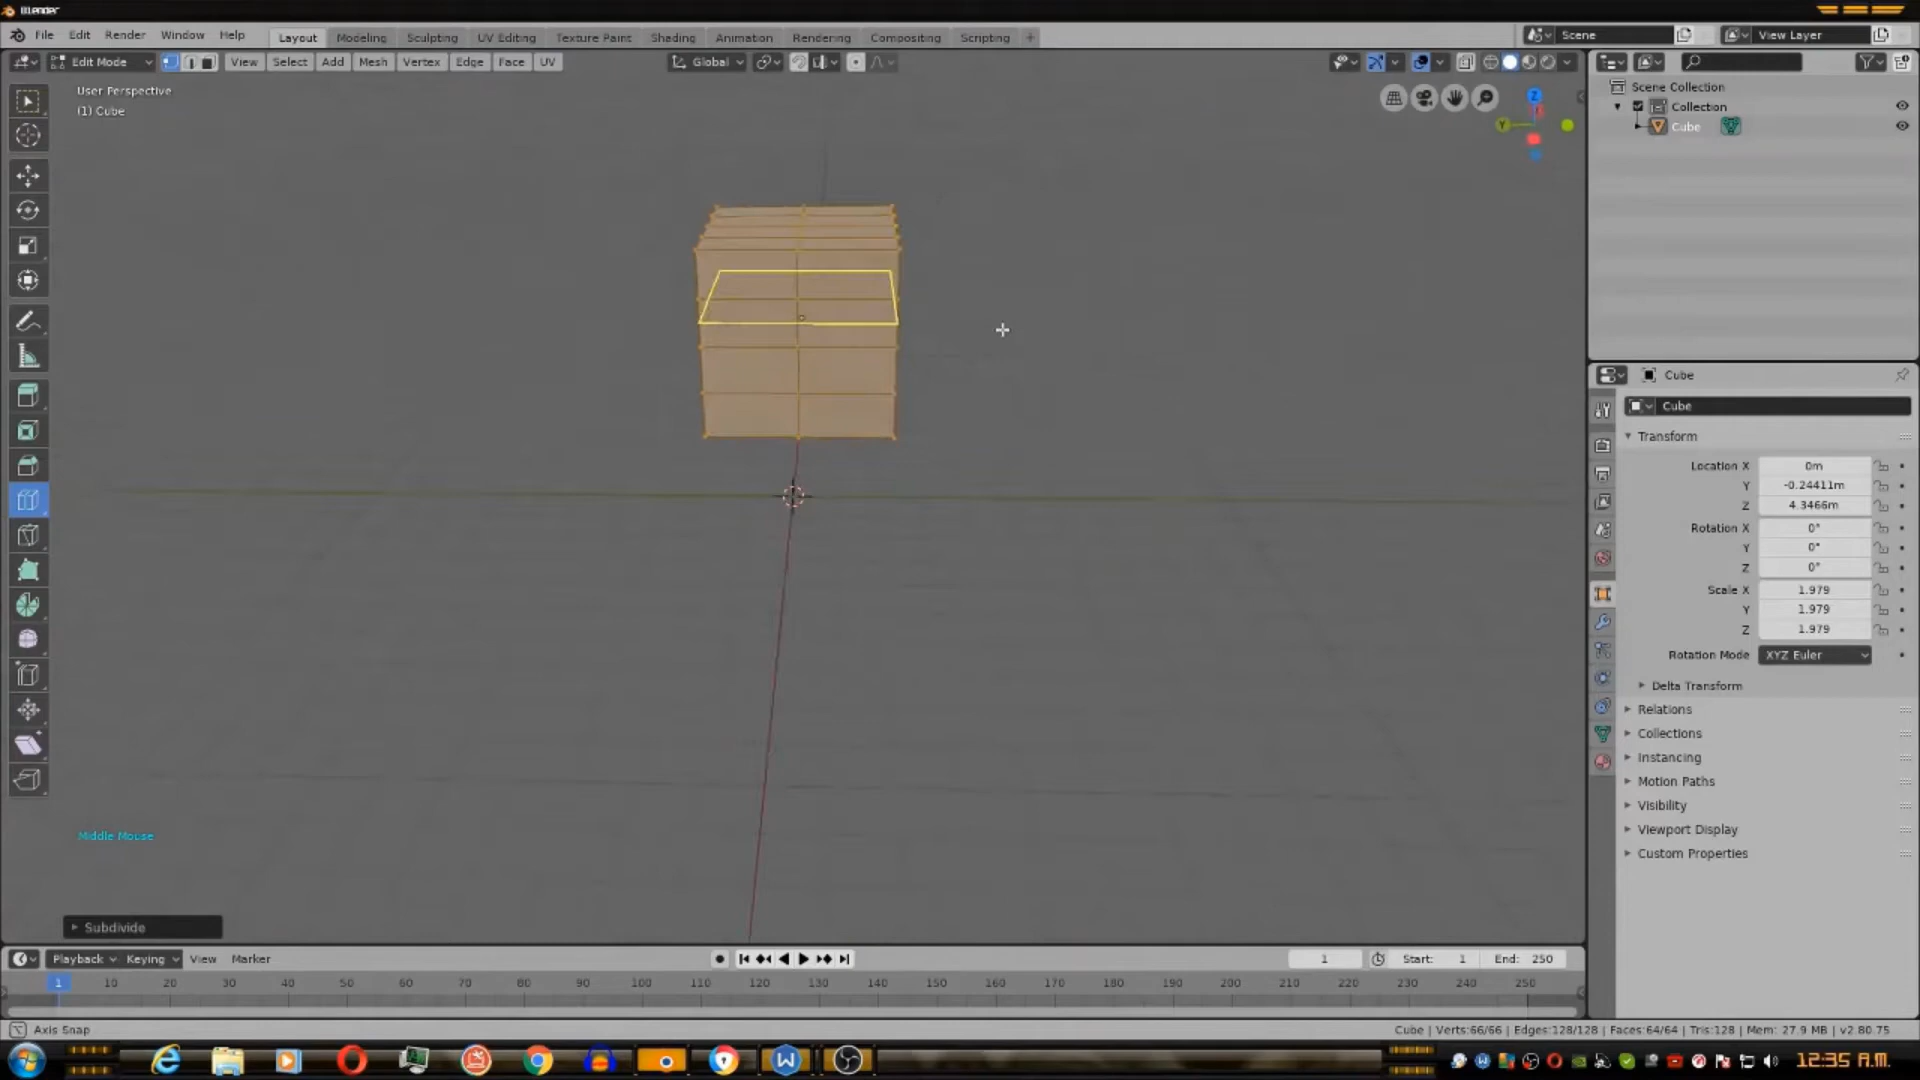 Blender
File Edit Render Window Help Layout Modeling Sculpting UV Editing Texture Paint Shading Animation Rendering Compositing Scripting + Scene View Layer
Edit Mode View Select Add Mesh Vertex Edge Face UV Global
User Perspective
(1) Cube
Z
Y
Scene Collection
Collection
Cube
Cube
Cube
Transform
Location X 0m
Y -0.24411m
Z 4.3466m
Rotation X 0°
Y 0°
Z 0°
Scale X 1.979
Y 1.979
Z 1.979
Rotation Mode XYZ Euler
Delta Transform
Relations
Collections
Instancing
Motion Paths
Visibility
Viewport Display
Custom Properties
Middle Mouse
Subdivide
Playback Keying View Marker 1 Start: 1 End: 250
1 10 20 30 40 50 60 70 80 90 100 110 120 130 140 150 160 170 180 190 200 210 220 230 240 250
Axis Snap Cube | Verts:66/66 | Edges:128/128 | Faces:64/64 | Tris:128 | Mem: 27.9 MB | v2.80.75
12:35 A.M.